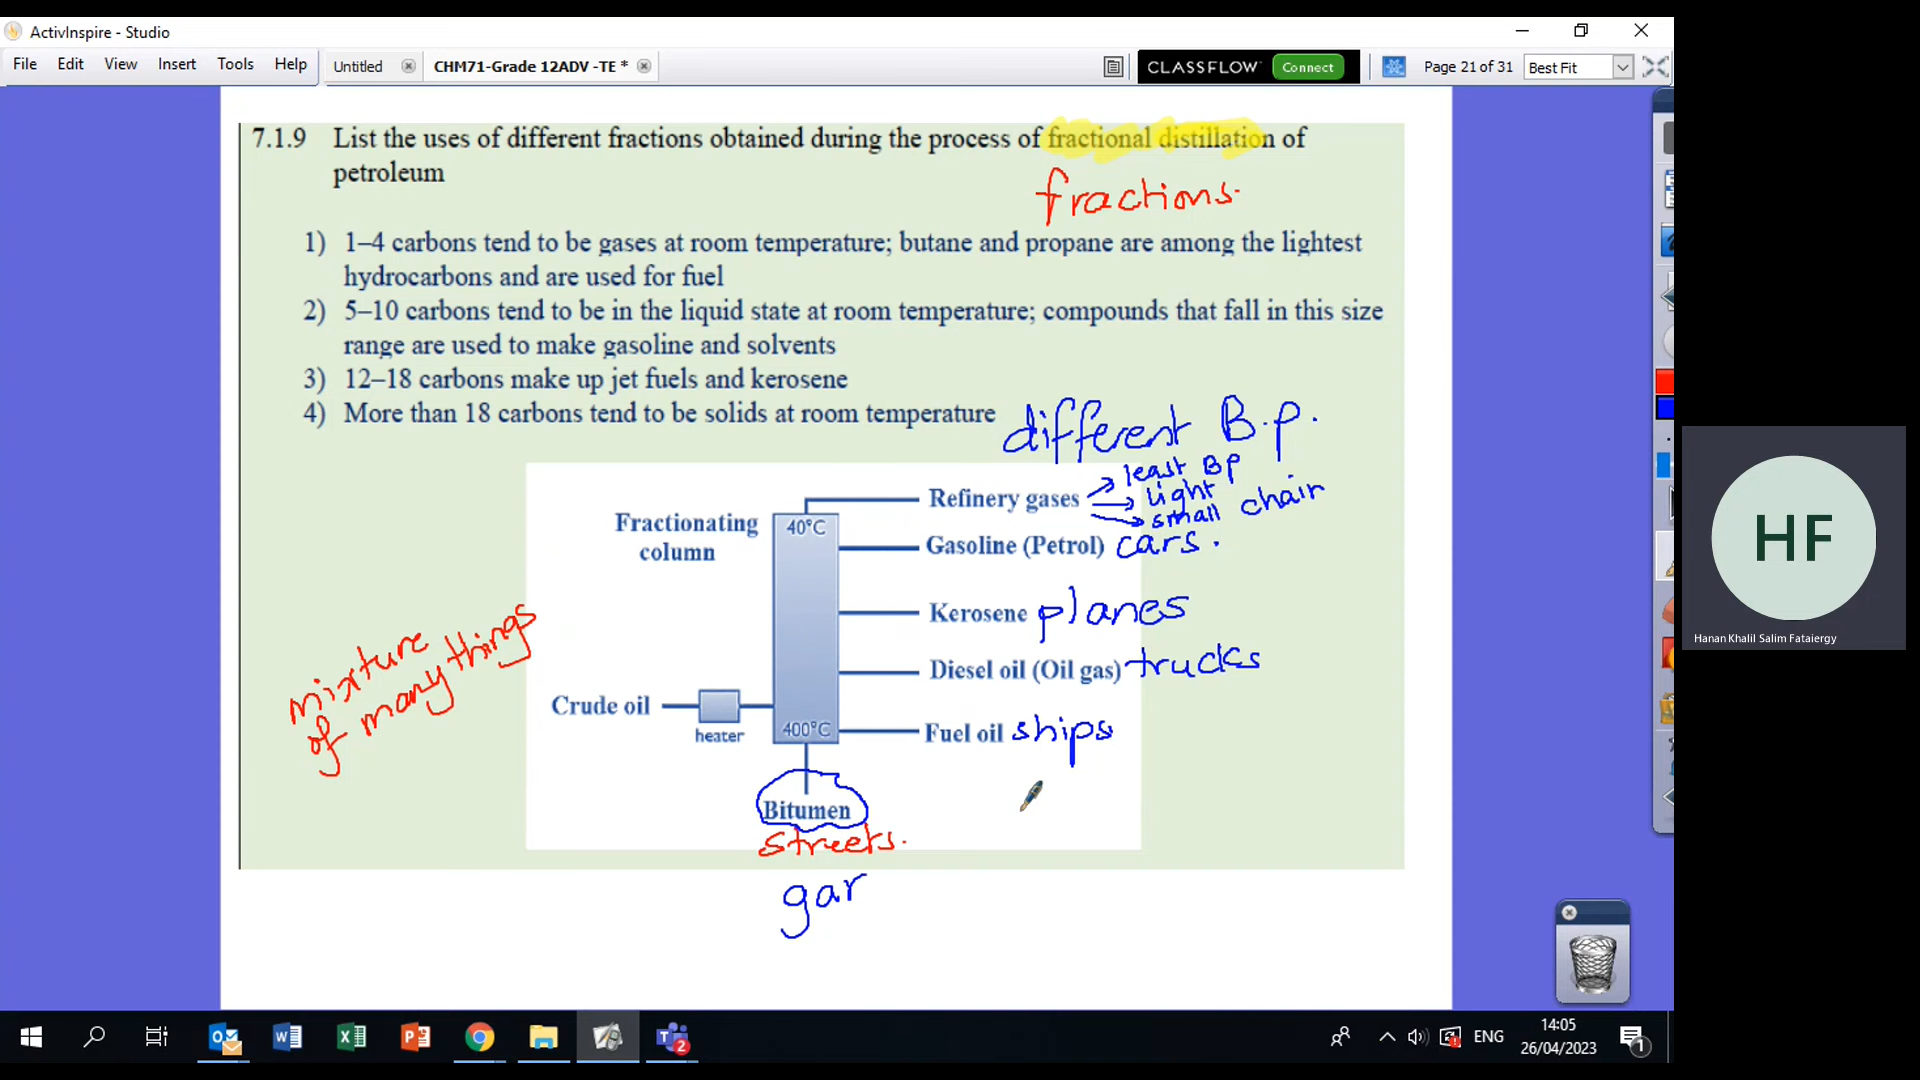 ActivInspire - Studio
File Edit View Insert Tools Help
Untitled
CHM71-Grade 12ADV -TE *
CLASSFLOW Connect
Page 21 of 31
Best Fit
7.1.9 List the uses of different fractions obtained during the process of fractional distillation of
petroleum
fractions.
1) 1–4 carbons tend to be gases at room temperature; butane and propane are among the lightest
hydrocarbons and are used for fuel
2) 5–10 carbons tend to be in the liquid state at room temperature; compounds that fall in this size
range are used to make gasoline and solvents
3) 12–18 carbons make up jet fuels and kerosene
4) More than 18 carbons tend to be solids at room temperature
different B.p.
Fractionating
column
40°C
Refinery gases
least BP
light
small chain
Gasoline (Petrol) cars.
Kerosene planes
Diesel oil (Oil gas) trucks
mixture
of many things
Crude oil
heater
400°C
Fuel oil ships
Bitumen
streets.
gar
HF
Hanan Khalil Salim Fataiergy
ENG
14:05
26/04/2023
2
1